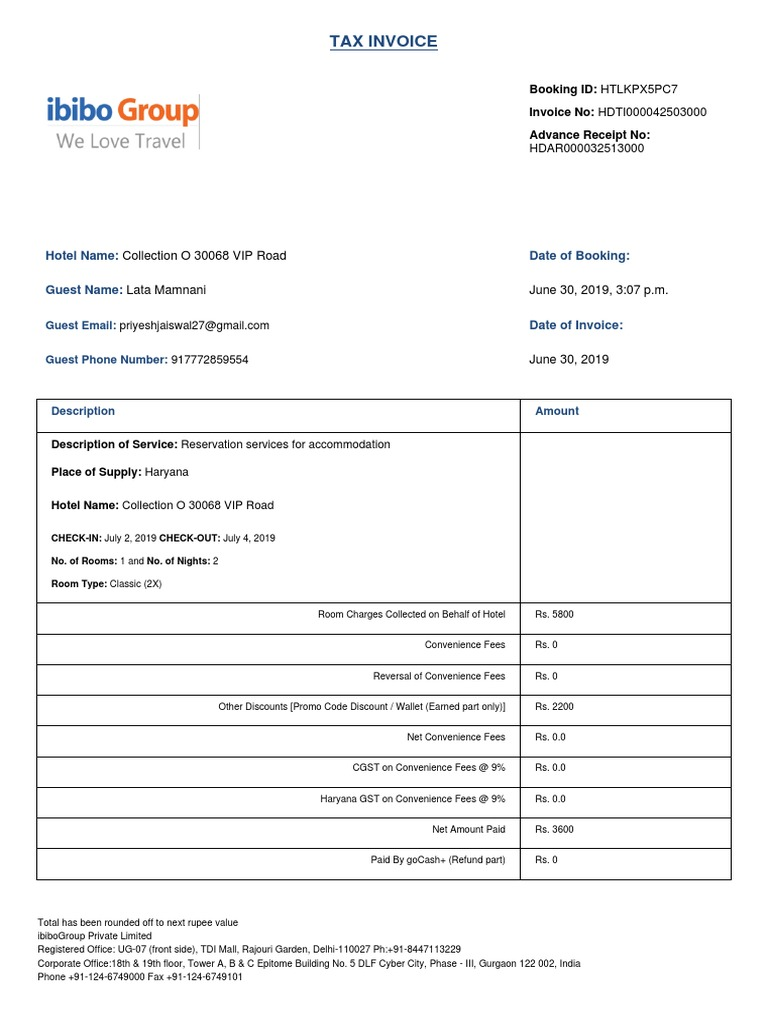 TAX INVOICE
ibibo Group
We Love Travel
Booking ID: HTLKPX5PC7
Invoice No: HDTI000042503000
Advance Receipt No:
HDAR000032513000
Hotel Name: Collection O 30068 VIP Road
Date of Booking:
Guest Name: Lata Mamnani
June 30, 2019, 3:07 p.m.
Guest Email: priyeshjaiswal27@gmail.com
Date of Invoice:
Guest Phone Number: 917772859554
June 30, 2019
Description
Amount
Description of Service: Reservation services for accommodation
Place of Supply: Haryana
Hotel Name: Collection O 30068 VIP Road
CHECK-IN: July 2, 2019 CHECK-OUT: July 4, 2019
No. of Rooms: 1 and No. of Nights: 2
Room Type: Classic (2X)
Room Charges Collected on Behalf of Hotel
Rs. 5800
Convenience Fees
Rs. 0
Reversal of Convenience Fees
Rs. 0
Other Discounts [Promo Code Discount / Wallet (Earned part only)]
Rs. 2200
Net Convenience Fees
Rs. 0.0
CGST on Convenience Fees @ 9%
Rs. 0.0
Haryana GST on Convenience Fees @ 9%
Rs. 0.0
Net Amount Paid
Rs. 3600
Paid By goCash+ (Refund part)
Rs. 0
Total has been rounded off to next rupee value
ibiboGroup Private Limited
Registered Office: UG-07 (front side), TDI Mall, Rajouri Garden, Delhi-110027 Ph:+91-8447113229
Corporate Office:18th & 19th floor, Tower A, B & C Epitome Building No. 5 DLF Cyber City, Phase - III, Gurgaon 122 002, India
Phone +91-124-6749000 Fax +91-124-6749101